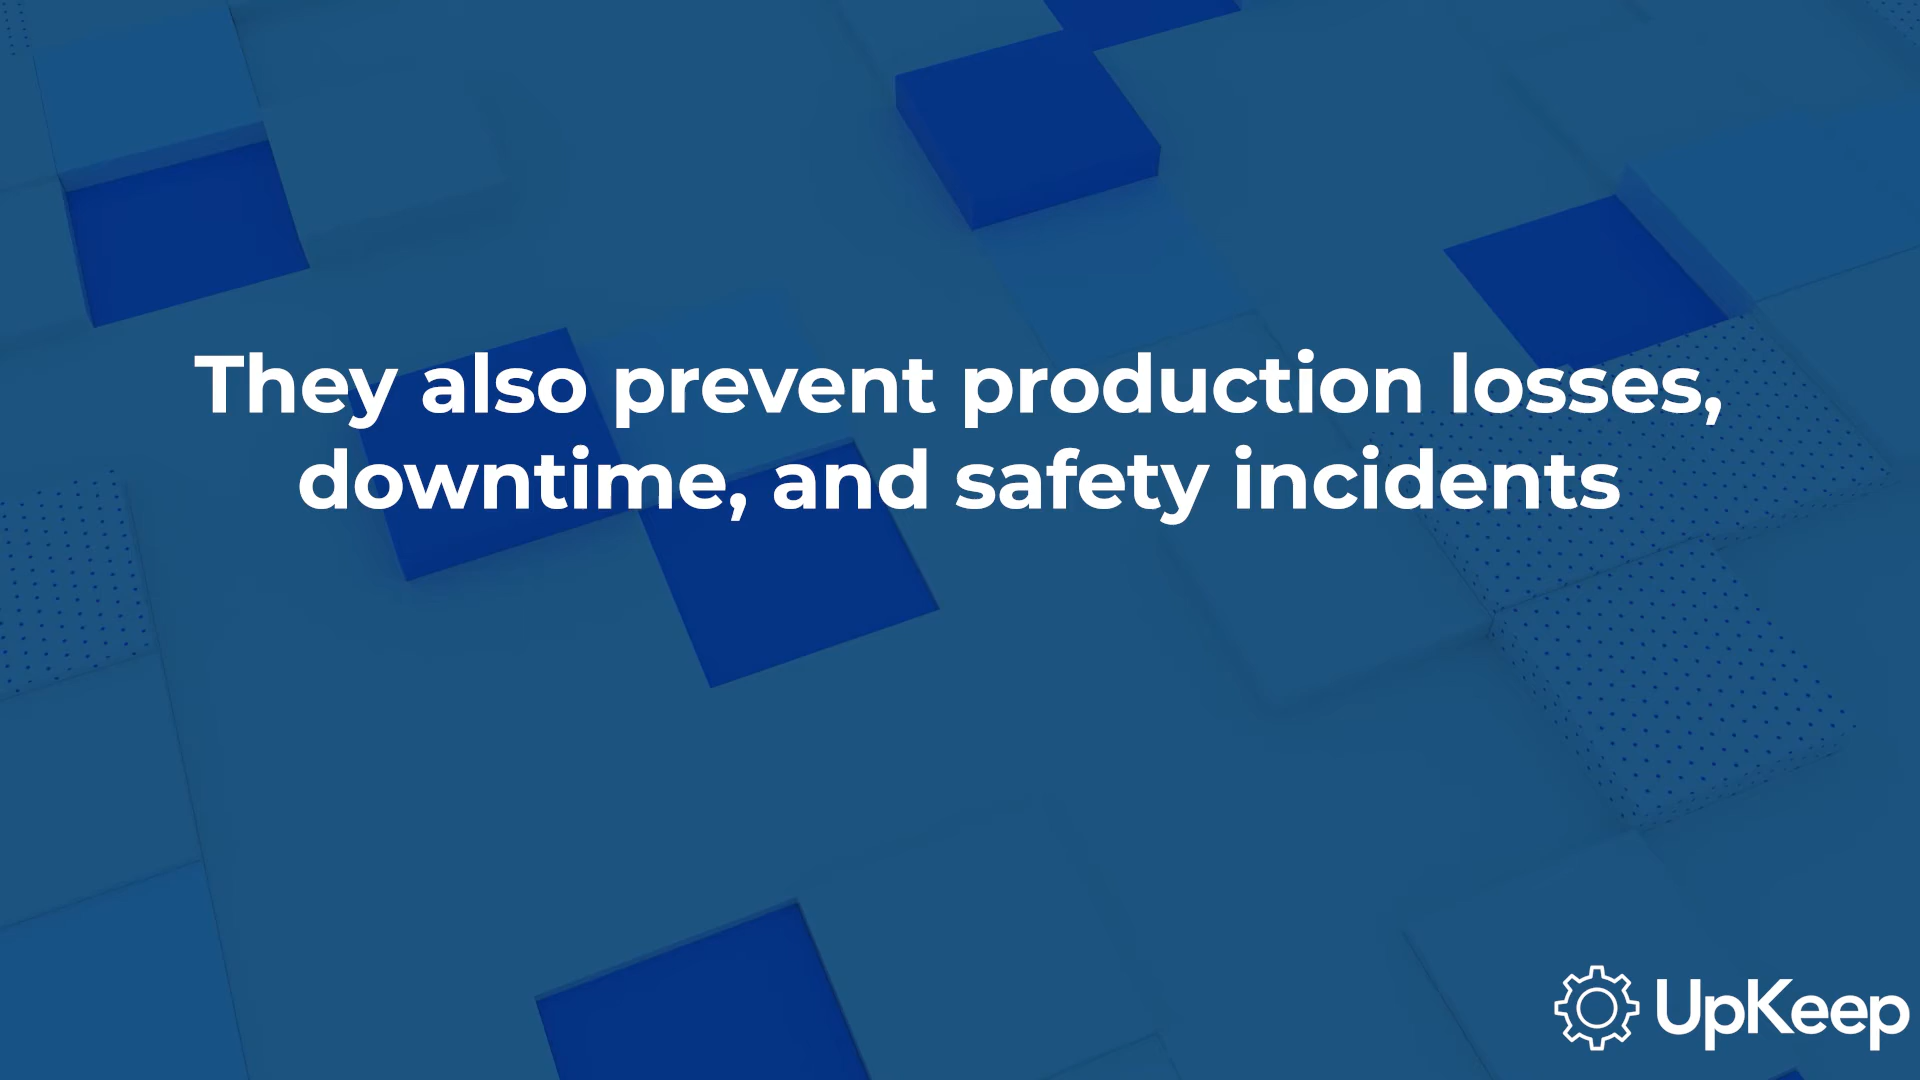 They also prevent production losses,
downtime, and safety incidents
UpKeep